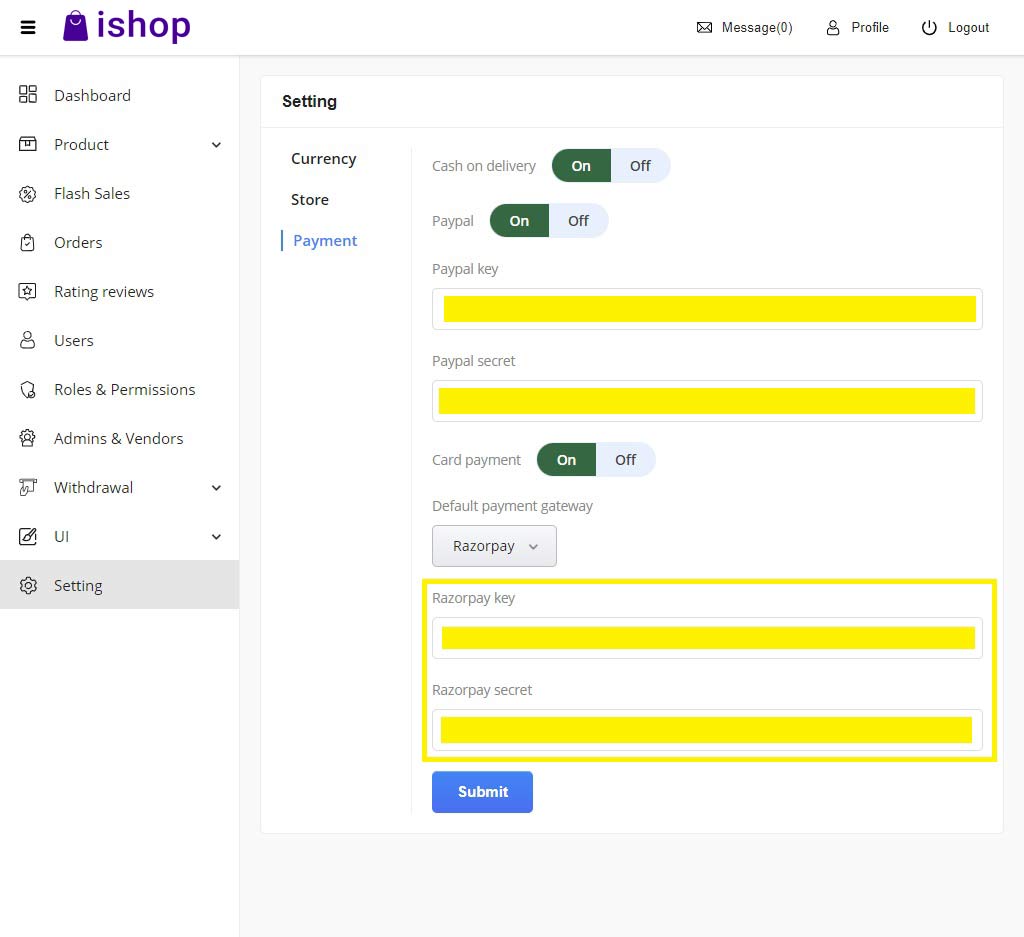 ishop
Message(0)
Profile
Logout
Dashboard
Product
Flash Sales
Orders
Rating reviews
Users
Roles & Permissions
Admins & Vendors
Withdrawal
UI
Setting
Setting
Currency
Store
Payment
Cash on delivery On Off
Paypal On Off
Paypal key
Paypal secret
Card payment On Off
Default payment gateway
Razorpay
Razorpay key
Razorpay secret
Submit